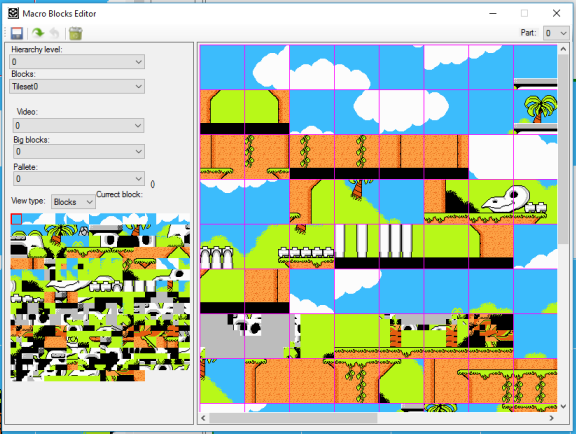 Macro Blocks Editor
Part: 0
Hierarchy level:
0
Blocks:
Tileset0
Video:
0
Big blocks:
0
Pallete:
0
()
View type: Blocks Currect block: